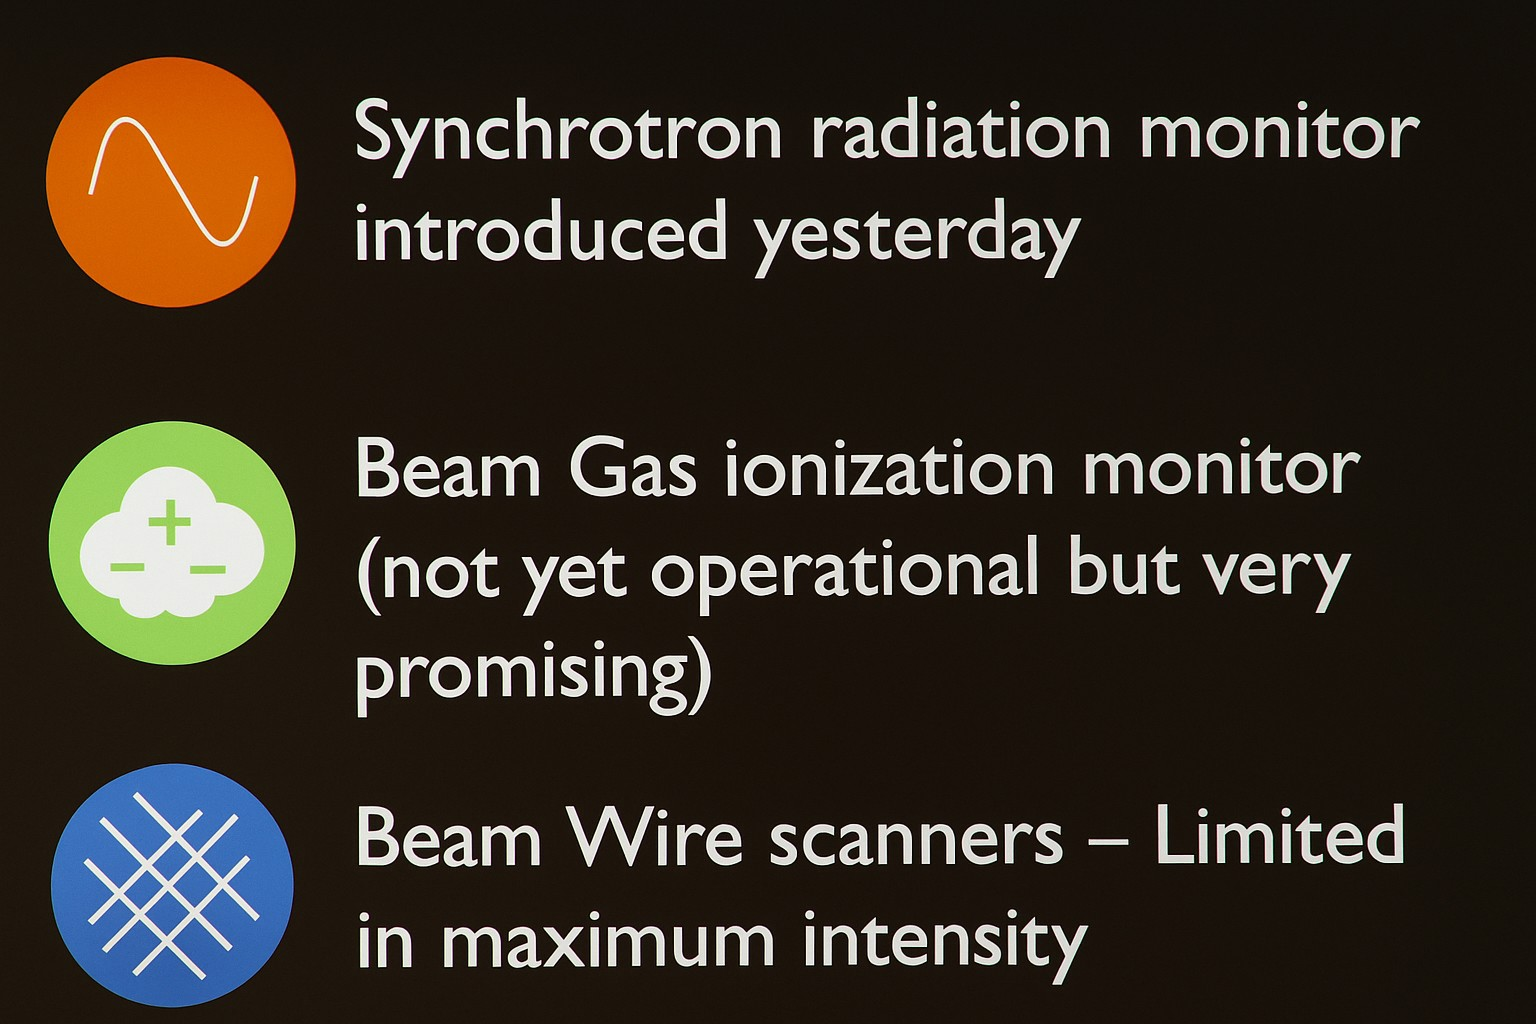 Synchrotron radiation monitor
introduced yesterday
Beam Gas ionization monitor
(not yet operational but very
promising)
Beam Wire scanners – Limited
in maximum intensity